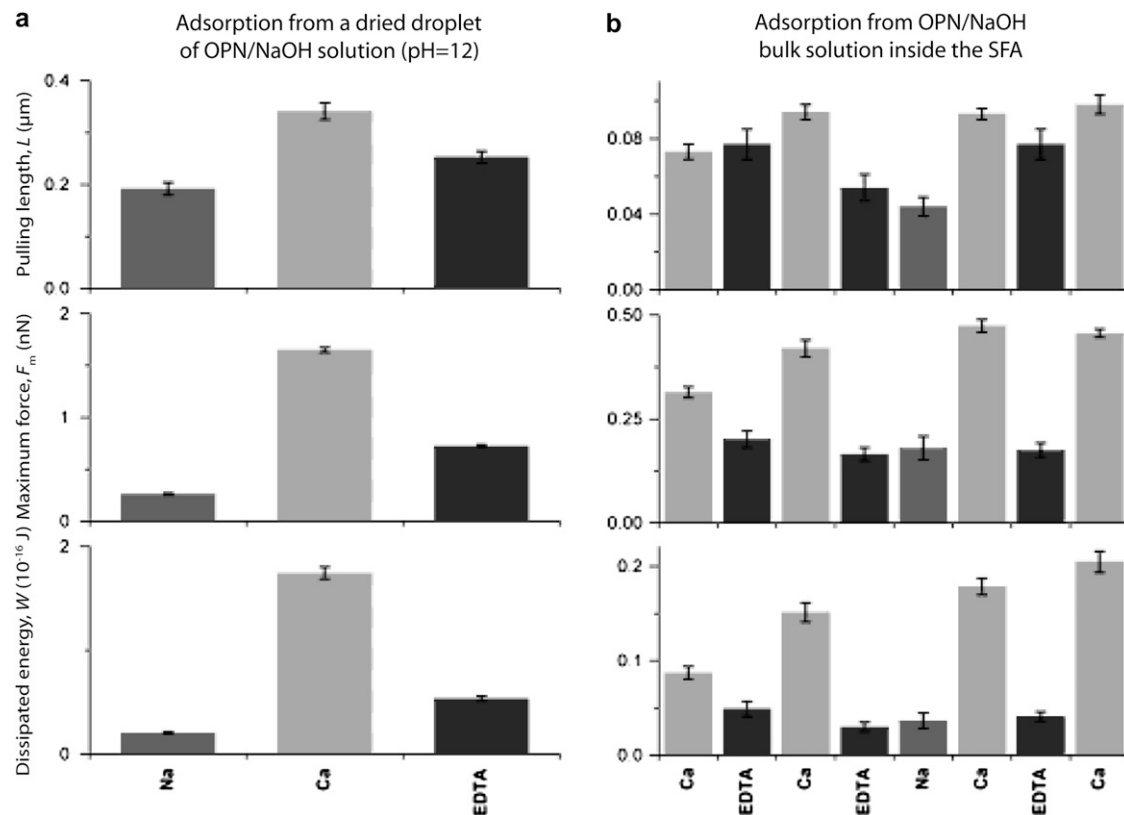 a
Adsorption from a dried droplet
of OPN/NaOH solution (pH=12)
b
Adsorption from OPN/NaOH
bulk solution inside the SFA
Pulling length, L (µm)
0.4
0.2
0.0
0.08
0.04
0.00
Maximum force, Fm (nN)
2
1
0
0.50
0.25
0.00
Dissipated energy, W (10⁻¹⁶ J)
2
0
0.2
0.1
0.0
Na
Ca
EDTA
Ca
EDTA
Ca
EDTA
Na
Ca
EDTA
Ca